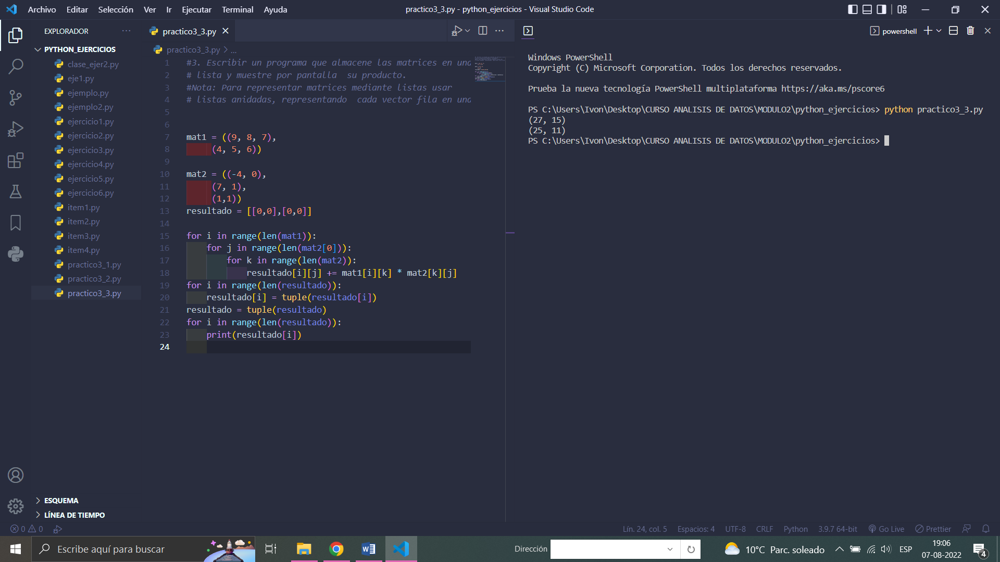 Archivo Editar Selección Ver Ir Ejecutar Terminal Ayuda
practico3_3.py - python_ejercicios - Visual Studio Code
EXPLORADOR
PYTHON_EJERCICIOS
clase_ejer2.py
eje1.py
ejemplo.py
ejemplo2.py
ejercicio1.py
ejercicio2.py
ejercicio3.py
ejercicio4.py
ejercicio5.py
ejercicio6.py
item1.py
item2.py
item3.py
item4.py
practico3_1.py
practico3_2.py
practico3_3.py
ESQUEMA
LÍNEA DE TIEMPO
practico3_3.py
practico3_3.py > ...
1 #3. Escribir un programa que almacene las matrices en una
2 # lista y muestre por pantalla  su producto.
3 #Nota: Para representar matrices mediante listas usar
4 # listas anidadas, representando  cada vector fila en una
5
6
7 mat1 = ((9, 8, 7),
8      (4, 5, 6))
9
10 mat2 = ((-4, 0),
11      (7, 1),
12      (1,1))
13 resultado = [[0,0],[0,0]]
14
15 for i in range(len(mat1)):
16     for j in range(len(mat2[0])):
17         for k in range(len(mat2)):
18             resultado[i][j] += mat1[i][k] * mat2[k][j]
19 for i in range(len(resultado)):
20     resultado[i] = tuple(resultado[i])
21 resultado = tuple(resultado)
22 for i in range(len(resultado)):
23     print(resultado[i])
24
powershell
Windows PowerShell
Copyright (C) Microsoft Corporation. Todos los derechos reservados.
Prueba la nueva tecnología PowerShell multiplataforma https://aka.ms/pscore6
PS C:\Users\Ivon\Desktop\CURSO ANALISIS DE DATOS\MODULO2\python_ejercicios> python practico3_3.py
(27, 15)
(25, 11)
PS C:\Users\Ivon\Desktop\CURSO ANALISIS DE DATOS\MODULO2\python_ejercicios>
0 0
Lín. 24, col. 5 Espacios: 4 UTF-8 CRLF Python 3.9.7 64-bit Go Live Prettier
Escribe aquí para buscar
Dirección
10°C Parc. soleado
ESP
19:06
07-08-2022
4